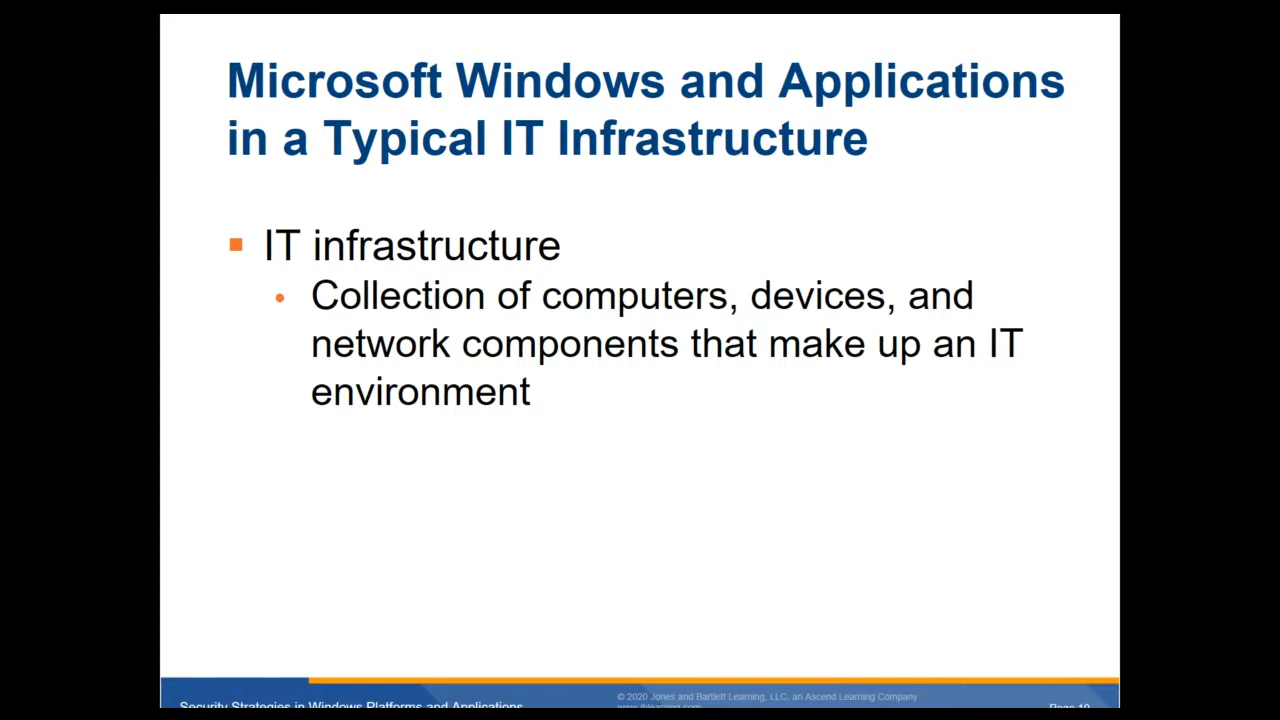 Microsoft Windows and Applications
in a Typical IT Infrastructure
IT infrastructure
Collection of computers, devices, and
network components that make up an IT
environment
© 2020 Jones and Bartlett Learning, LLC, an Ascend Learning Company
www.jblearning.com
Security Strategies in Windows Platforms and Applications
Page 10